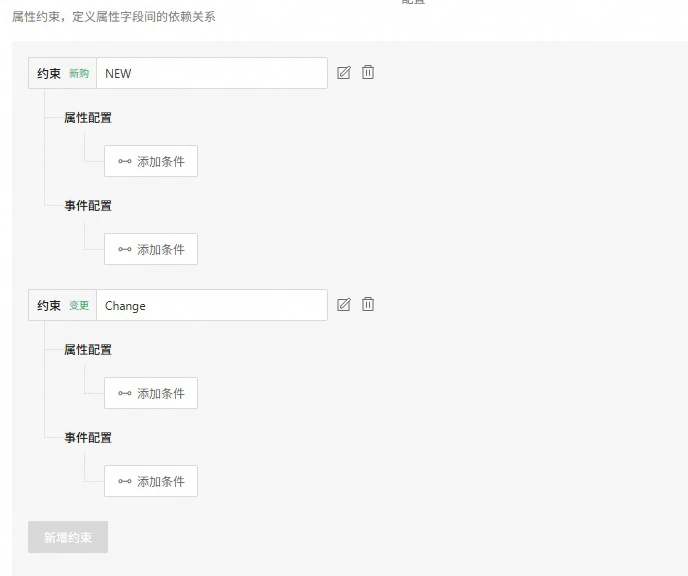 配置
属性约束，定义属性字段间的依赖关系
约束 新购 NEW
属性配置
添加条件
事件配置
添加条件
约束 变更 Change
属性配置
添加条件
事件配置
添加条件
新增约束